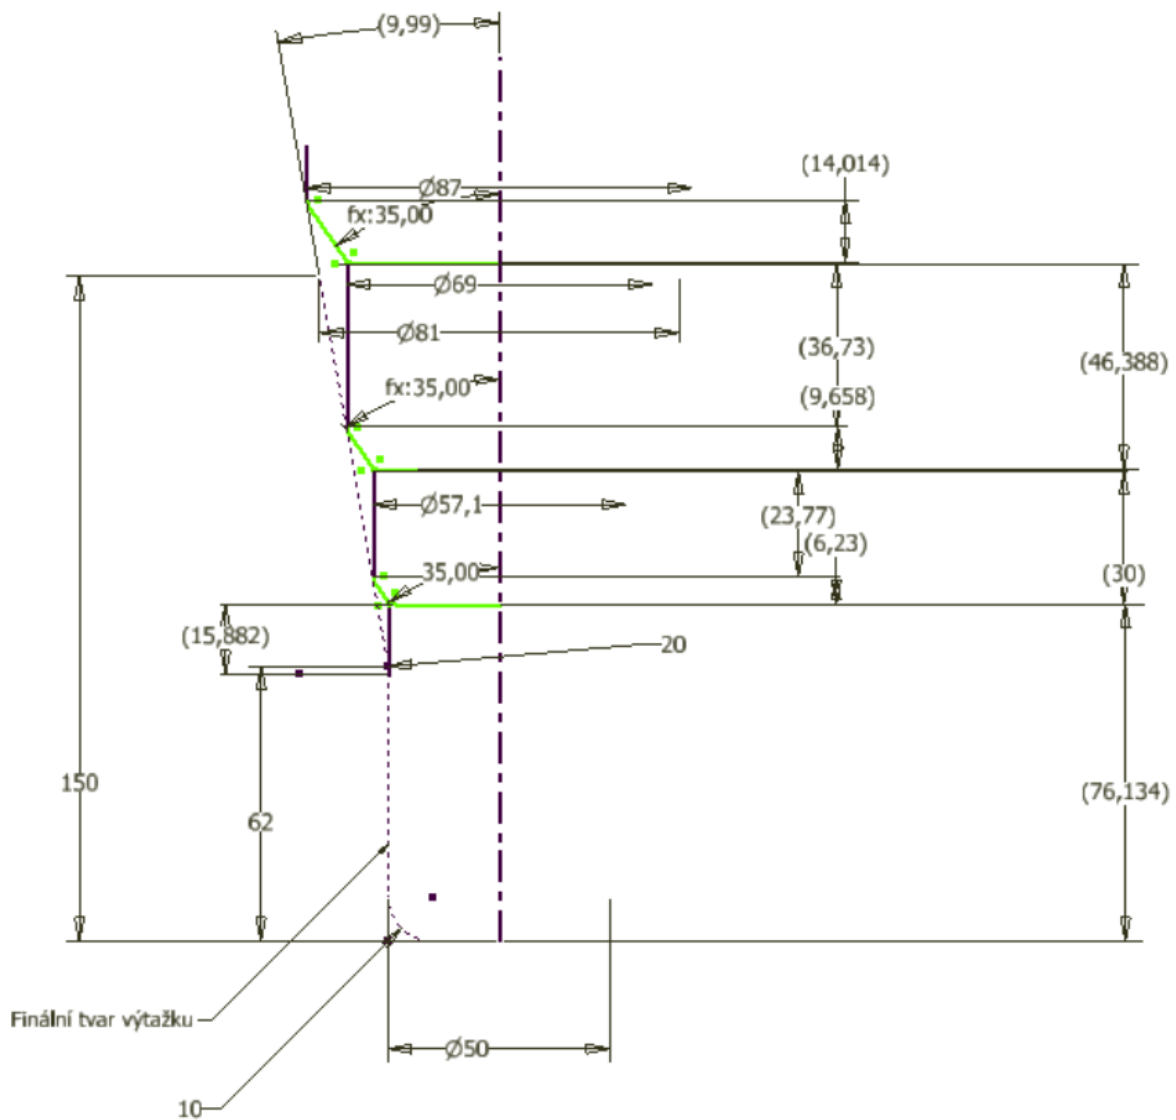 (9,99)
(14,014)
Ø87
fx:35,00
Ø69
Ø81
(36,73)
(46,388)
fx:35,00
(9,658)
Ø57,1
(23,77)
(6,23)
35,00
(30)
(15,882)
20
150
62
(76,134)
Finální tvar výtažku
Ø50
10